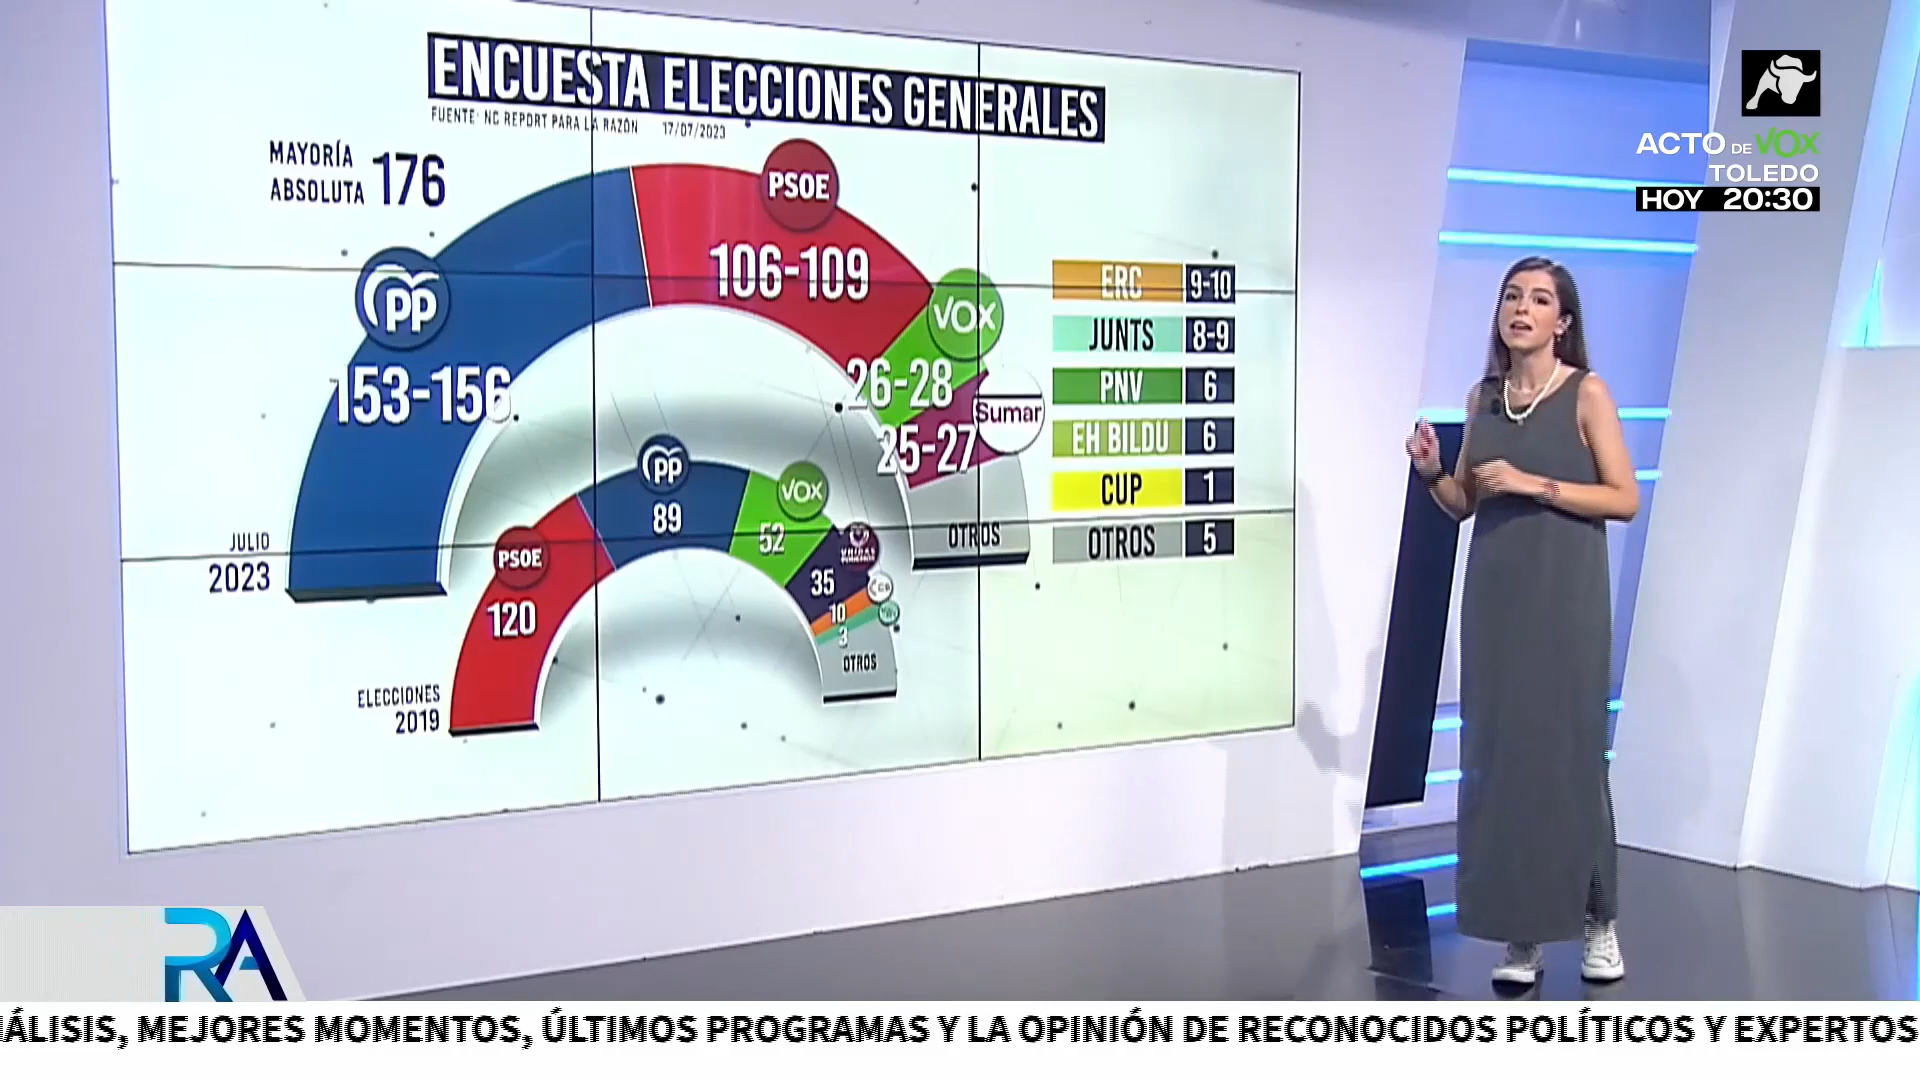 ENCUESTA ELECCIONES GENERALES
FUENTE: NC REPORT PARA LA RAZÓN 17/07/2023
MAYORÍA
ABSOLUTA 176
PP
153-156
PSOE
106-109
VOX
26-28
Sumar
25-27
OTROS
JULIO
2023
ERC 9-10
JUNTS 8-9
PNV 6
EH BILDU 6
CUP 1
OTROS 5
PSOE
120
PP
89
VOX
52
35
10
3
OTROS
ELECCIONES
2019
ACTO DE VOX
TOLEDO
HOY 20:30
RA
ÁLISIS, MEJORES MOMENTOS, ÚLTIMOS PROGRAMAS Y LA OPINIÓN DE RECONOCIDOS POLÍTICOS Y EXPERTOS